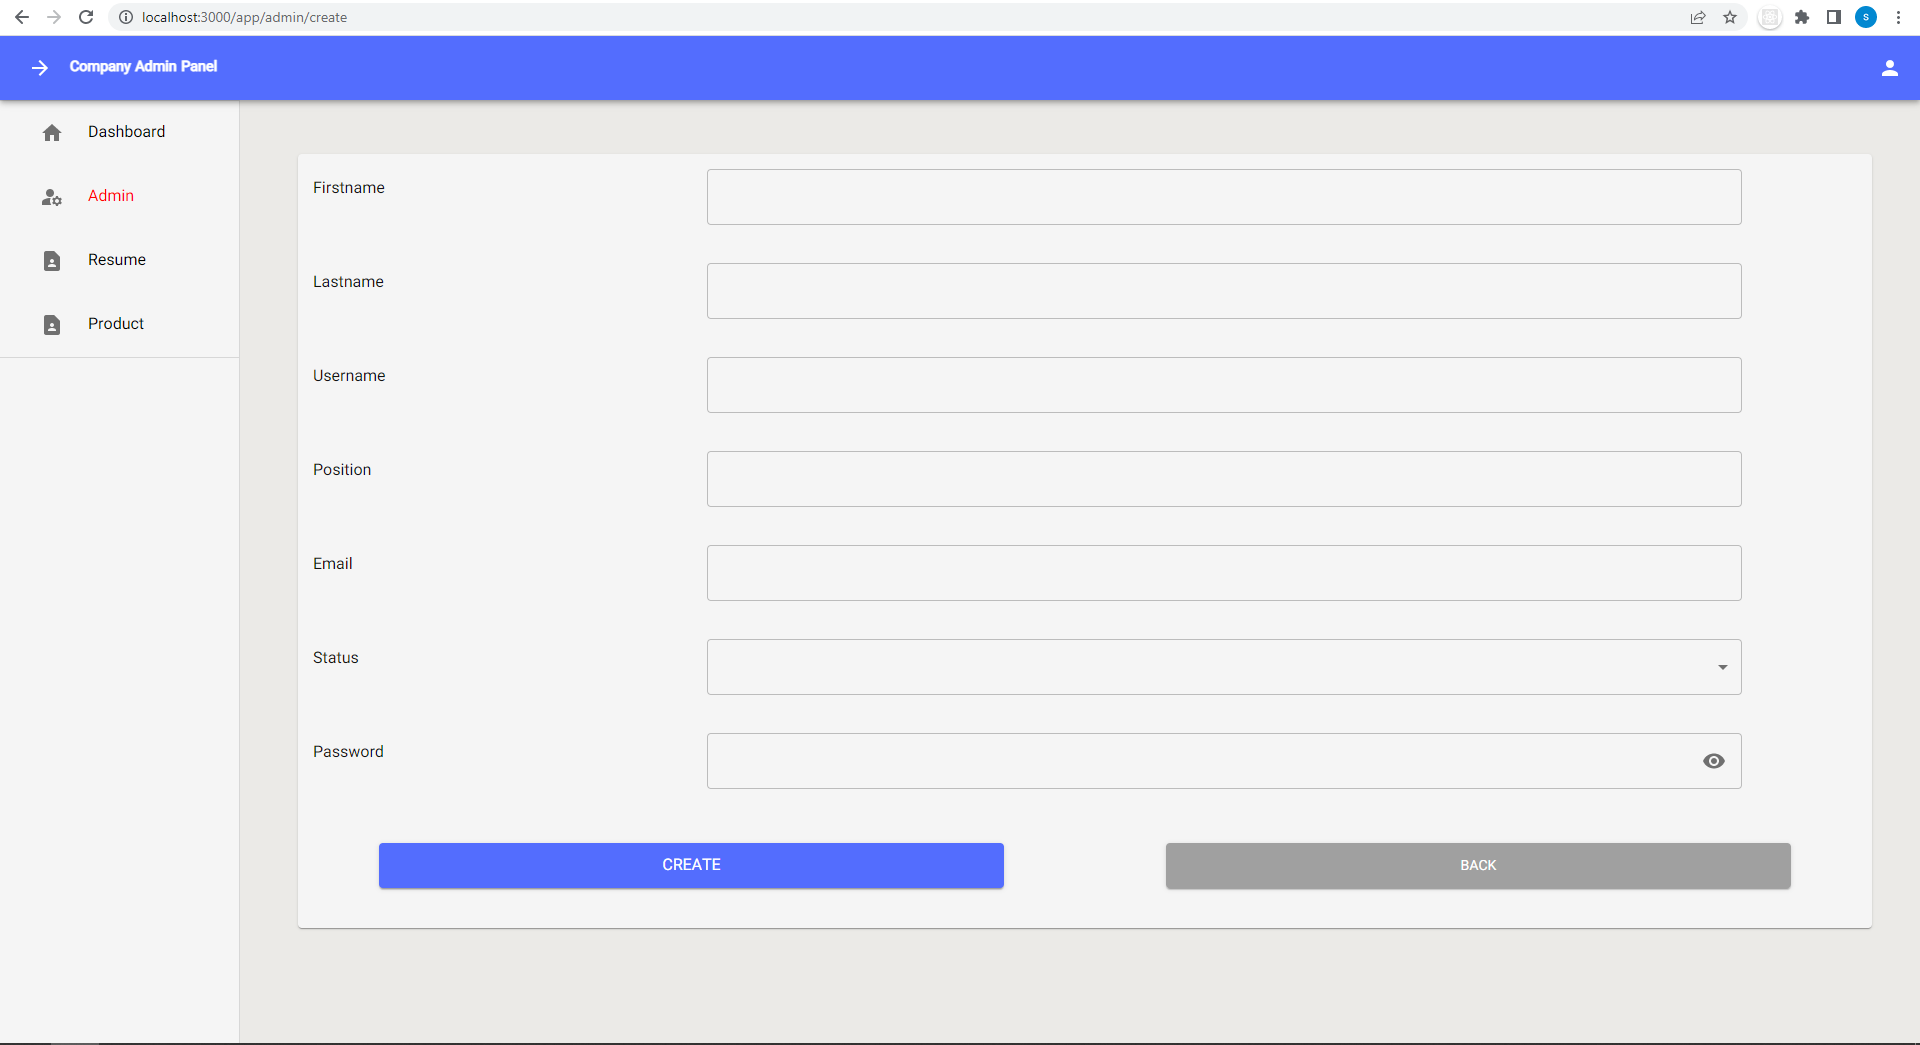 localhost:3000/app/admin/create
S
Company Admin Panel
Dashboard
Admin
Resume
Product
Firstname
Lastname
Username
Position
Email
Status
Password
CREATE
BACK